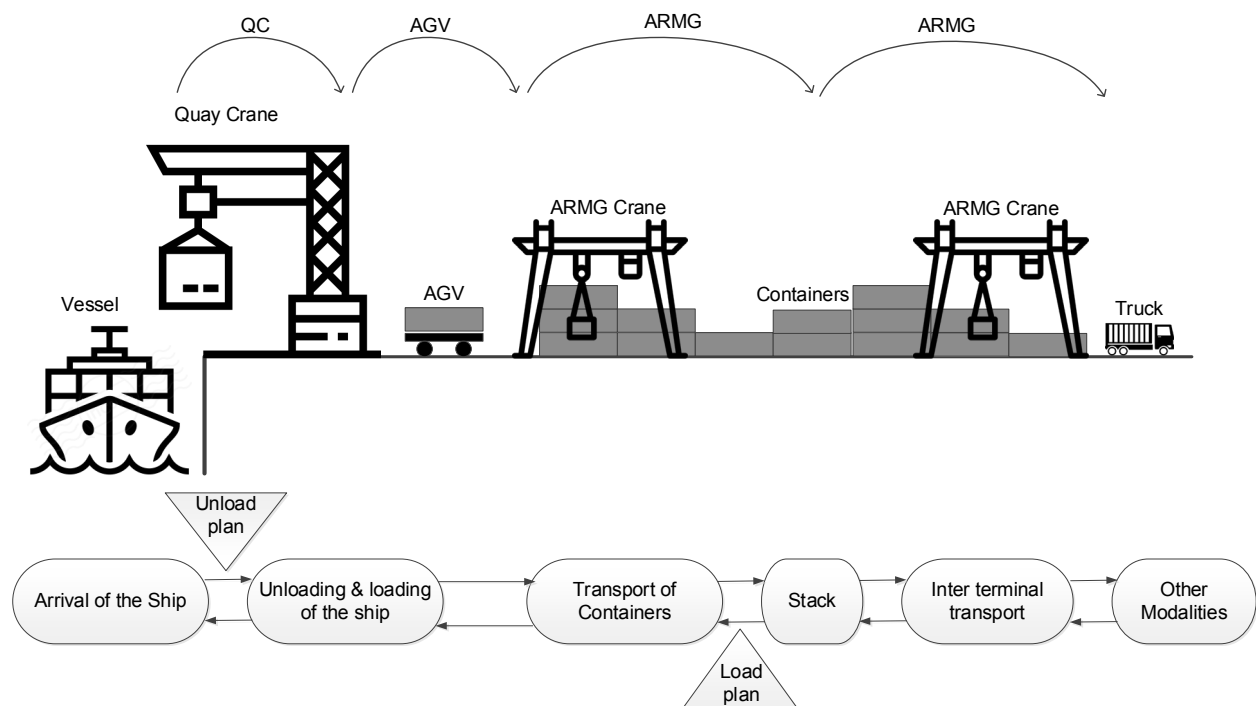 QC
AGV
ARMG
ARMG
Quay Crane
ARMG Crane
ARMG Crane
AGV
Containers
Vessel
Truck
Unload
plan
Arrival of the Ship
Unloading & loading
of the ship
Transport of
Containers
Stack
Inter terminal
transport
Other
Modalities
Load
plan